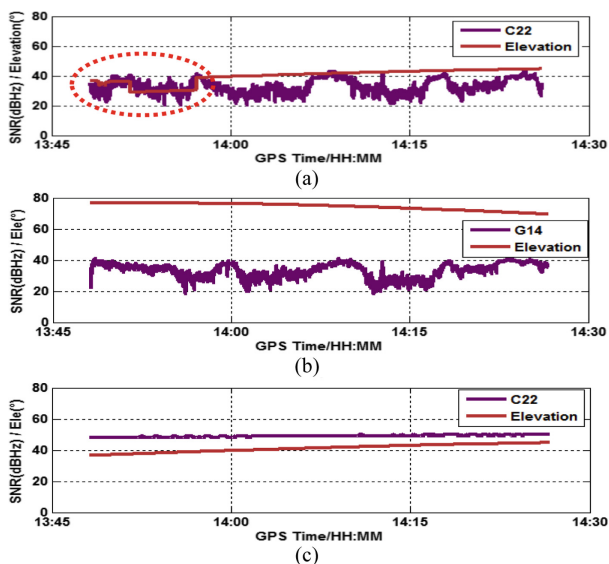 (a)
SNR(dBHz) / Elevation(°)
80
60
40
20
0
C22
Elevation
13:45
14:00
14:15
14:30
GPS Time/HH:MM
(a)
SNR(dBHz) / Ele(°)
80
60
40
20
0
G14
Elevation
13:45
14:00
14:15
14:30
GPS Time/HH:MM
(b)
SNR(dBHz) / Ele(°)
80
60
40
20
0
C22
Elevation
13:45
14:00
14:15
14:30
GPS Time/HH:MM
(c)